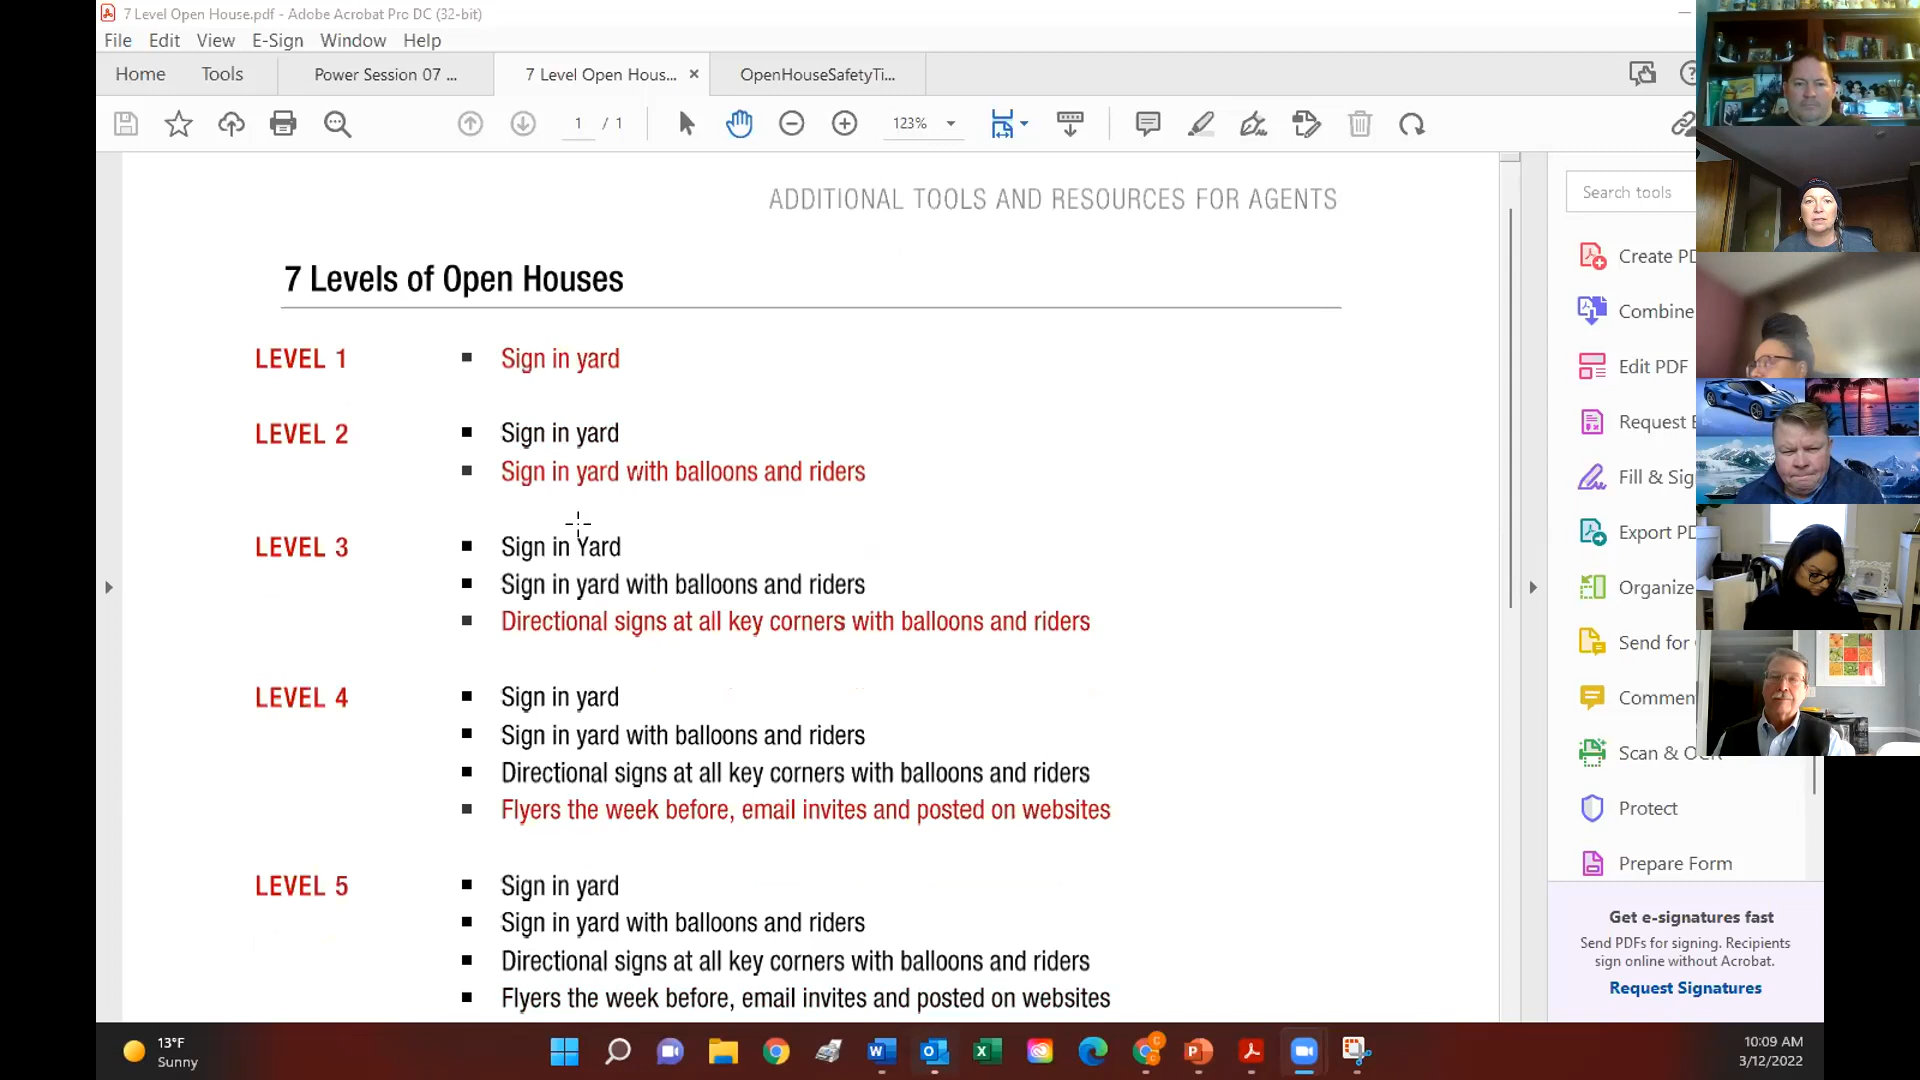 7 Level Open House.pdf - Adobe Acrobat Pro DC (32-bit)
File Edit View E-Sign Window Help
Home Tools Power Session 07 ... 7 Level Open Hous... × OpenHouseSafetyTi...
1 / 1 123%
ADDITIONAL TOOLS AND RESOURCES FOR AGENTS
Search tools
7 Levels of Open Houses
LEVEL 1 ▪ Sign in yard
LEVEL 2 ▪ Sign in yard
▪ Sign in yard with balloons and riders
LEVEL 3 ▪ Sign in Yard
▪ Sign in yard with balloons and riders
▪ Directional signs at all key corners with balloons and riders
LEVEL 4 ▪ Sign in yard
▪ Sign in yard with balloons and riders
▪ Directional signs at all key corners with balloons and riders
▪ Flyers the week before, email invites and posted on websites
LEVEL 5 ▪ Sign in yard
▪ Sign in yard with balloons and riders
▪ Directional signs at all key corners with balloons and riders
▪ Flyers the week before, email invites and posted on websites
Create PD
Combine
Edit PDF
Request E
Fill & Sig
Export PD
Organize
Send for
Commen
Scan & OCR
Protect
Prepare Form
Get e-signatures fast
Send PDFs for signing. Recipients
sign online without Acrobat.
Request Signatures
13°F
Sunny
10:09 AM
3/12/2022